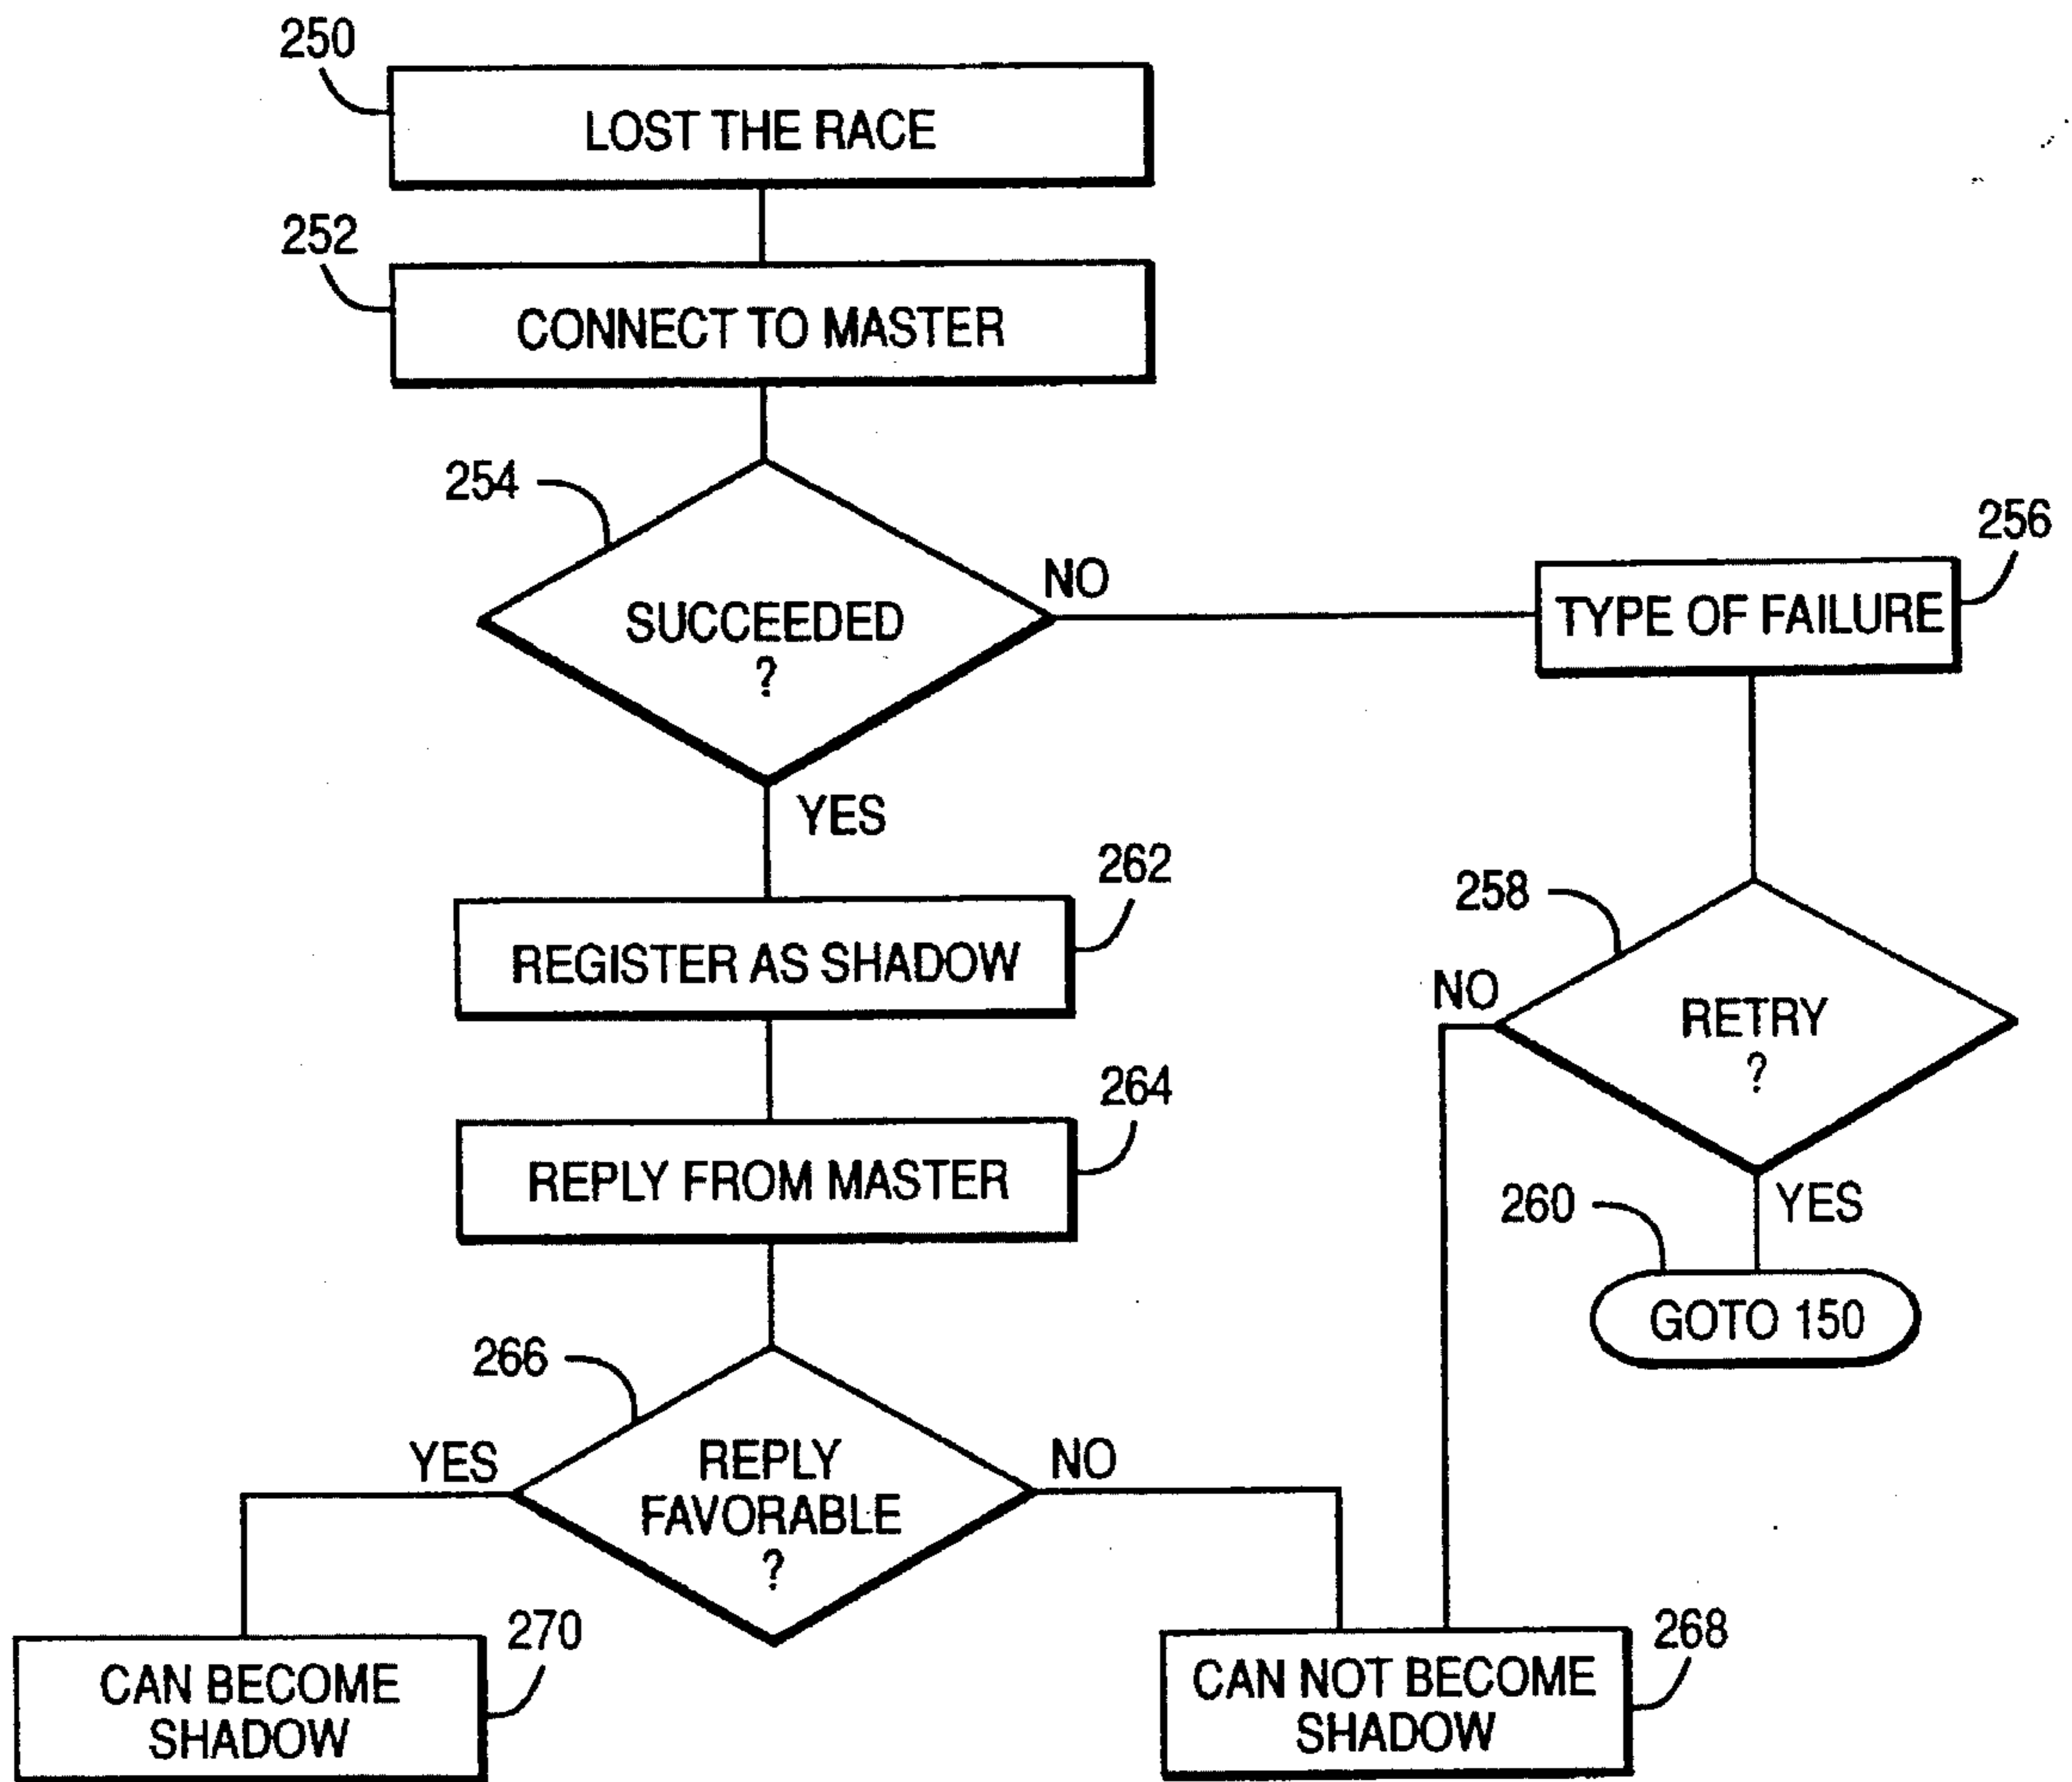 250
LOST THE RACE
252
CONNECT TO MASTER
254
SUCCEEDED
?
NO
256
TYPE OF FAILURE
YES
262
REGISTER AS SHADOW
258
NO
RETRY
?
264
REPLY FROM MASTER
260
YES
GOTO 150
266
YES
REPLY
FAVORABLE
?
NO
270
CAN BECOME
SHADOW
268
CAN NOT BECOME
SHADOW